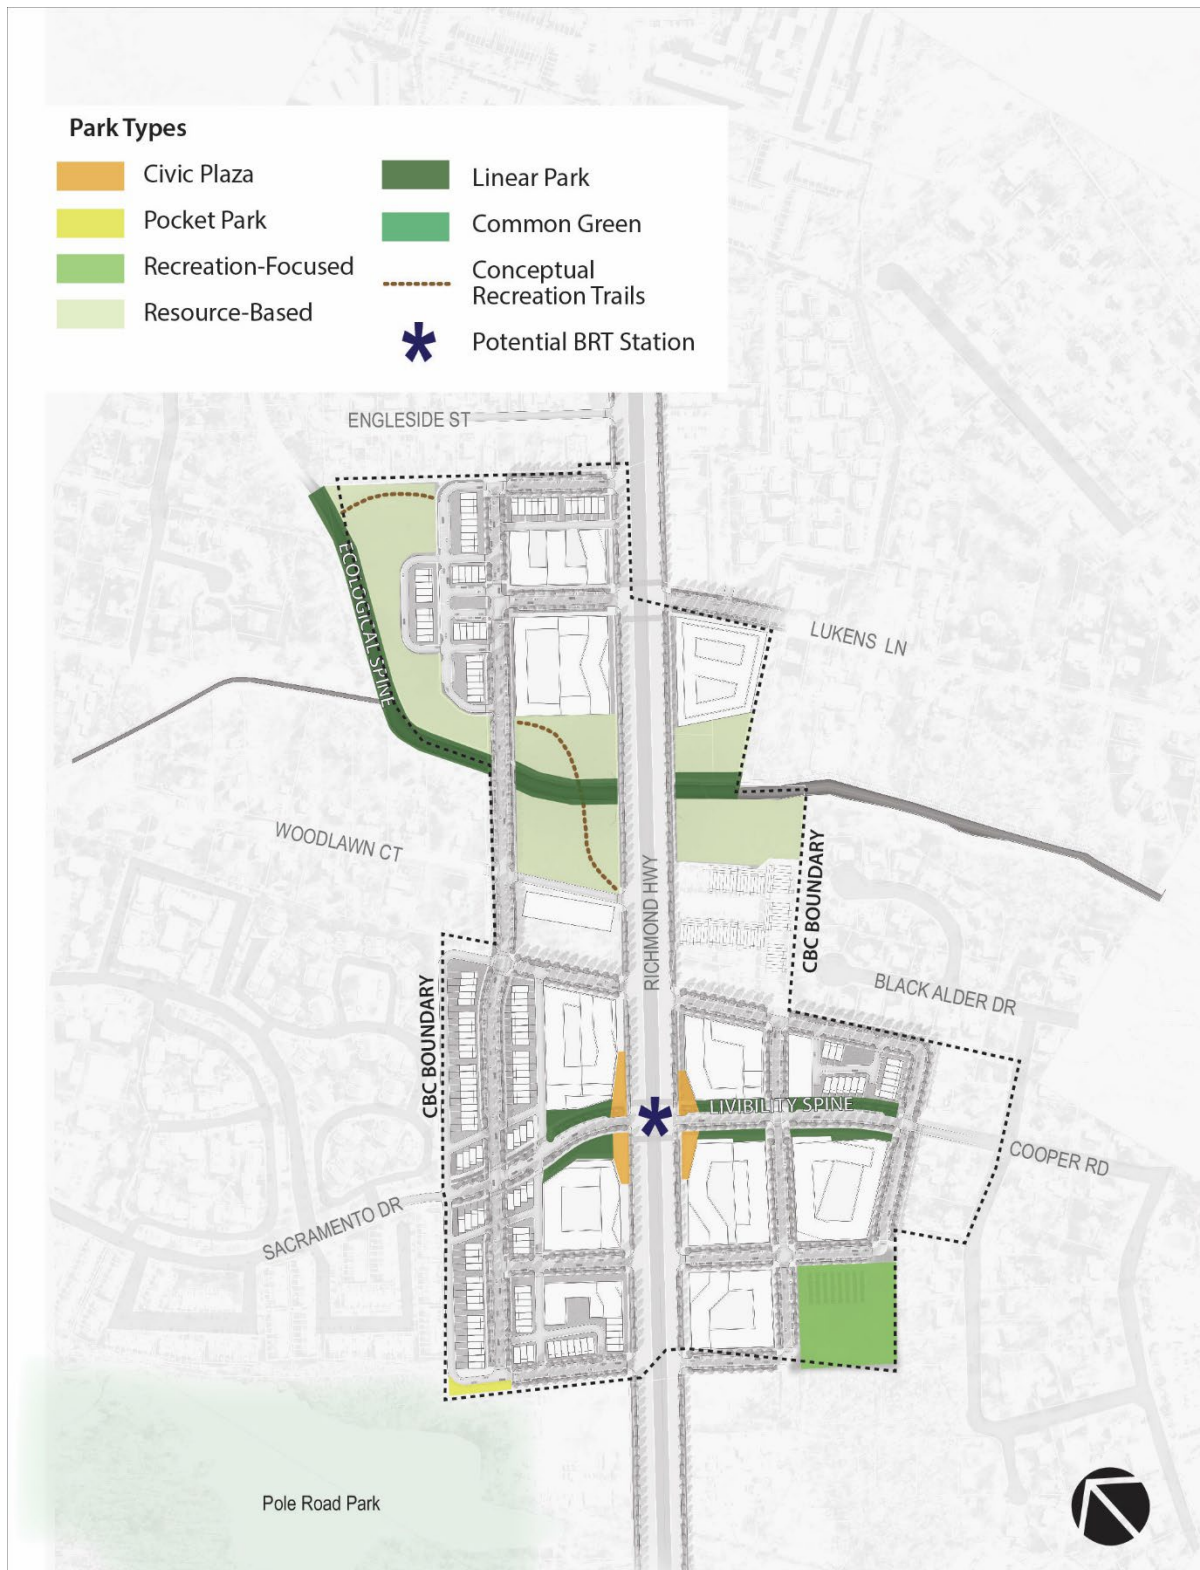 Park Types
Civic Plaza
Pocket Park
Recreation-Focused
Resource-Based
Linear Park
Common Green
Conceptual
Recreation Trails
Potential BRT Station
ENGLESIDE ST
ECOLOGICAL SPINE
LUKENS LN
WOODLAWN CT
RICHMOND HWY
CBC BOUNDARY
CBC BOUNDARY
BLACK ALDER DR
LIVIBILITY SPINE
COOPER RD
SACRAMENTO DR
Pole Road Park